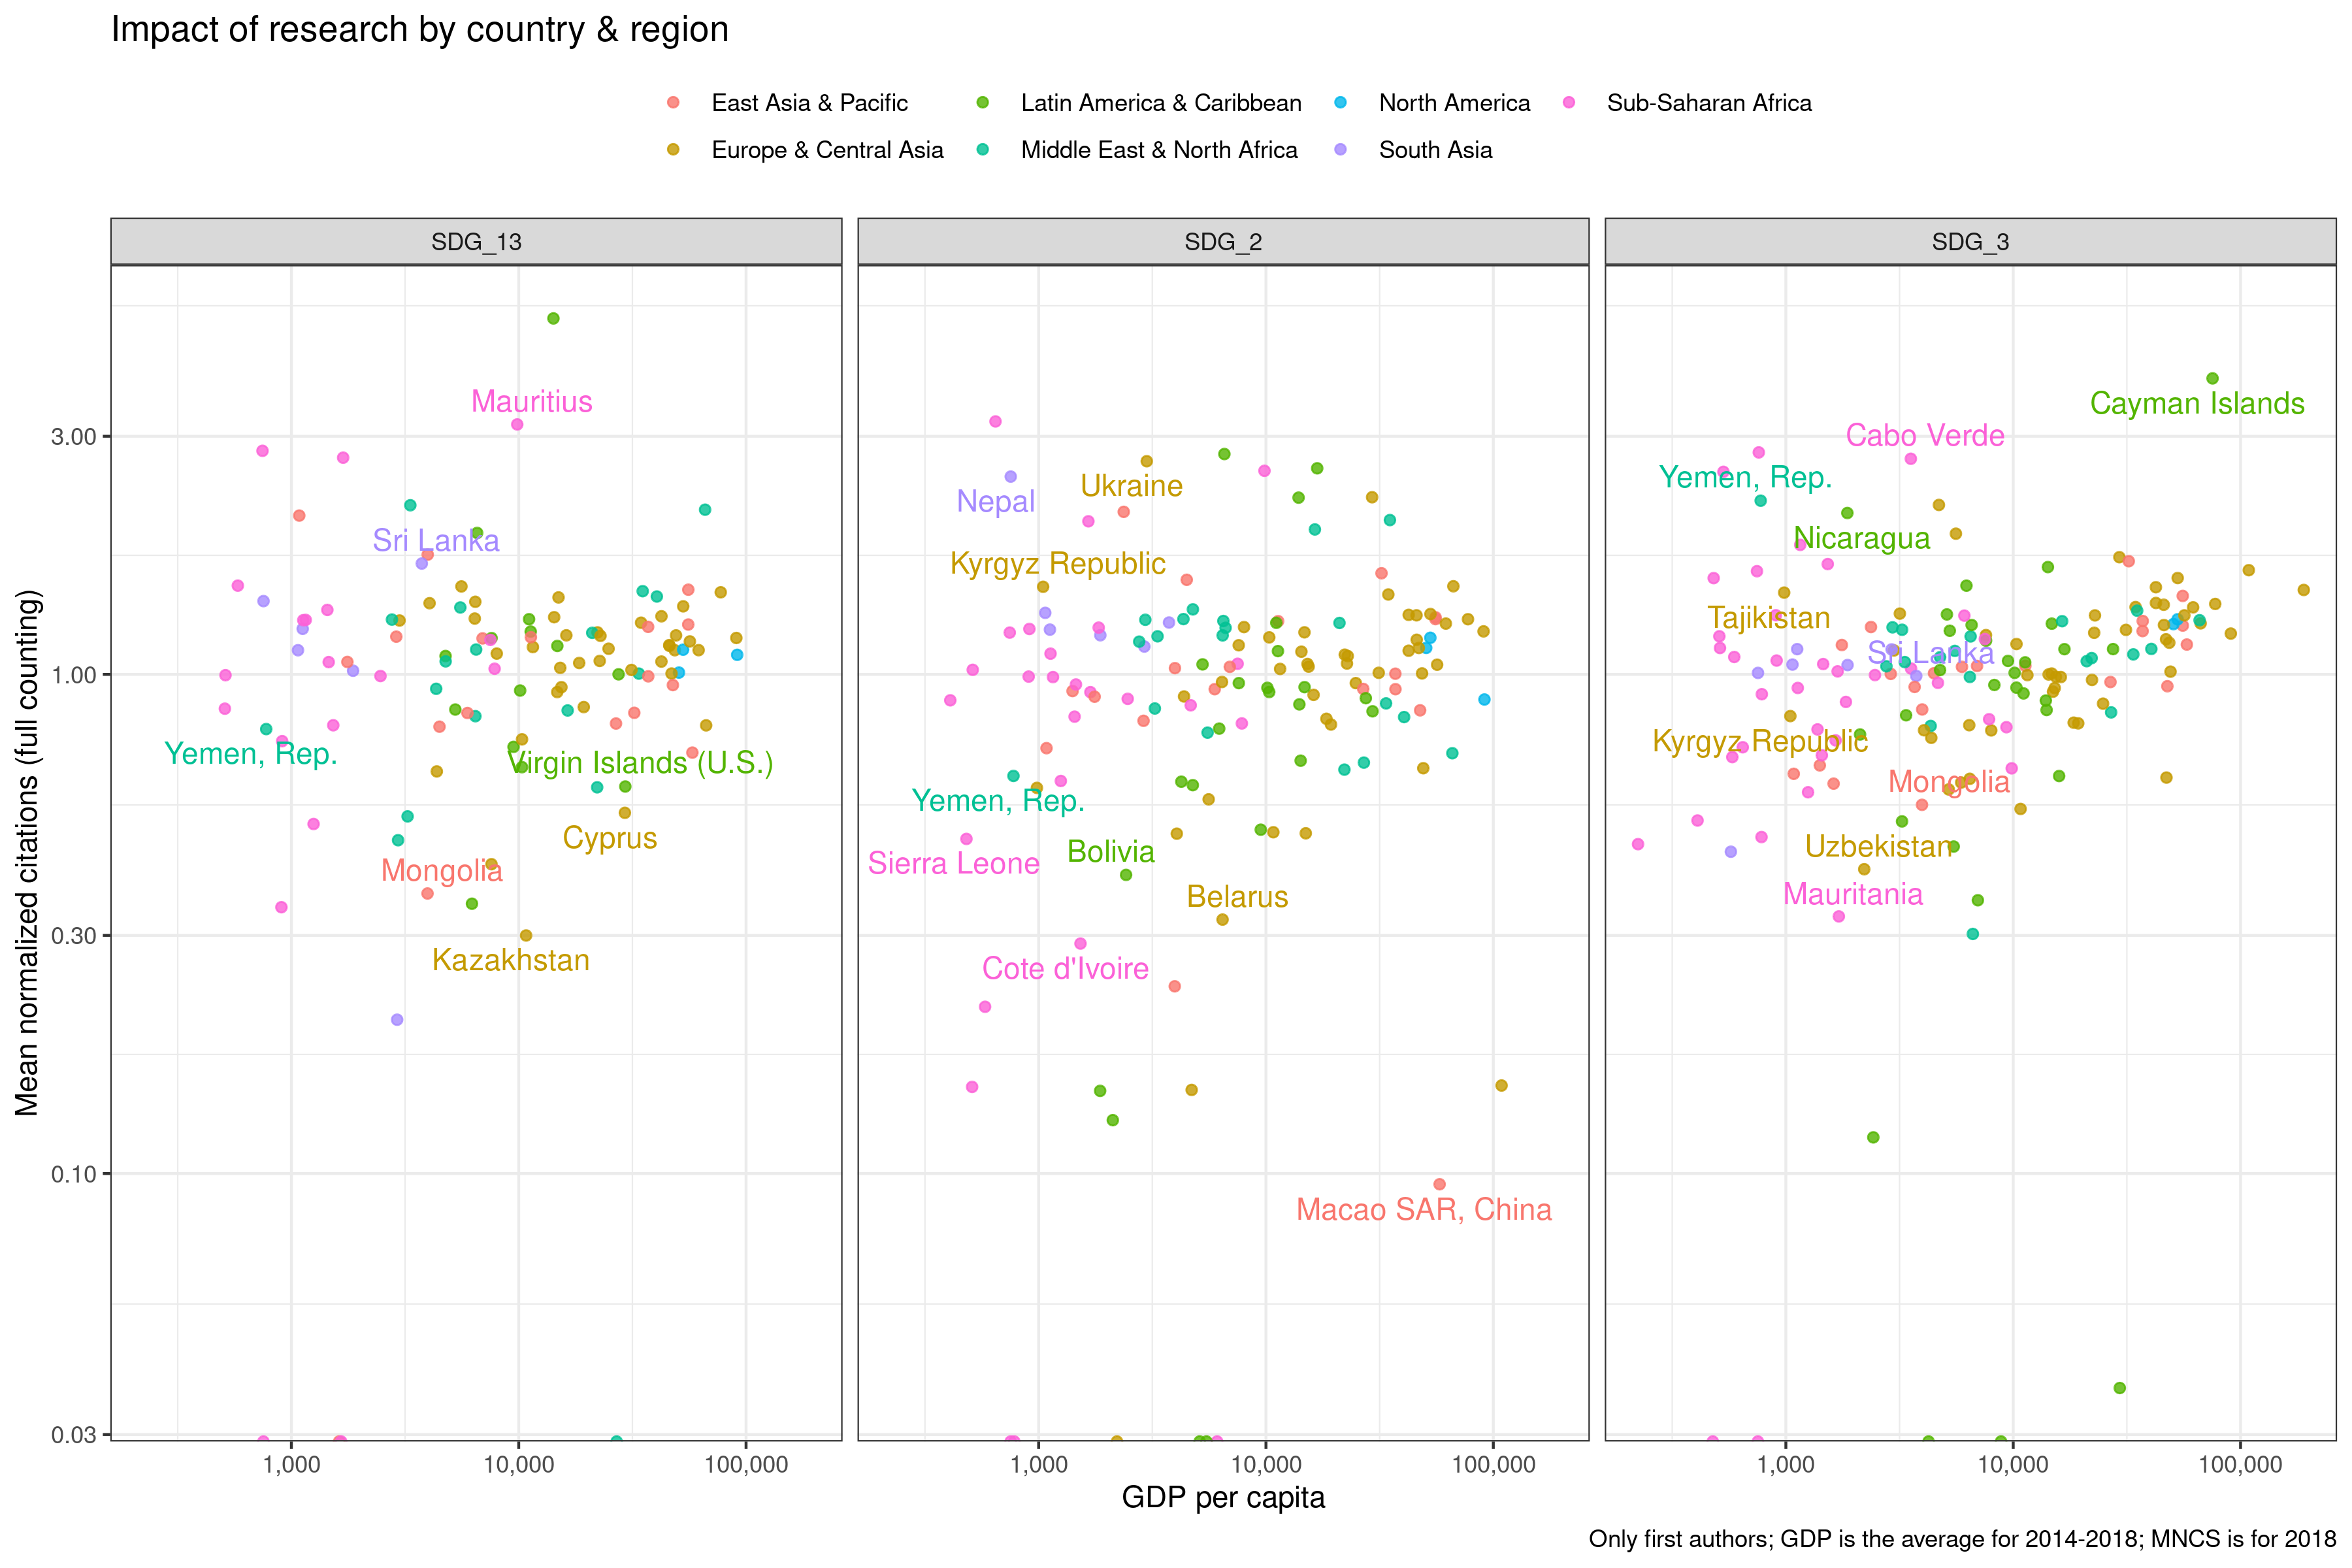 Impact of research by country & region
East Asia & Pacific
Latin America & Caribbean
North America
Sub-Saharan Africa
Europe & Central Asia
Middle East & North Africa
South Asia
SDG_13
SDG_2
SDG_3
Mean normalized citations (full counting)
3.00
1.00
0.30
0.10
0.03
Mauritius
Sri Lanka
Yemen, Rep.
Virgin Islands (U.S.)
Cyprus
Mongolia
Kazakhstan
Ukraine
Nepal
Kyrgyz Republic
Yemen, Rep.
Sierra Leone
Bolivia
Belarus
Cote d'Ivoire
Macao SAR, China
Cayman Islands
Cabo Verde
Yemen, Rep.
Nicaragua
Tajikistan
Sri Lanka
Kyrgyz Republic
Mongolia
Uzbekistan
Mauritania
1,000
10,000
100,000
1,000
10,000
100,000
1,000
10,000
100,000
GDP per capita
Only first authors; GDP is the average for 2014-2018; MNCS is for 2018